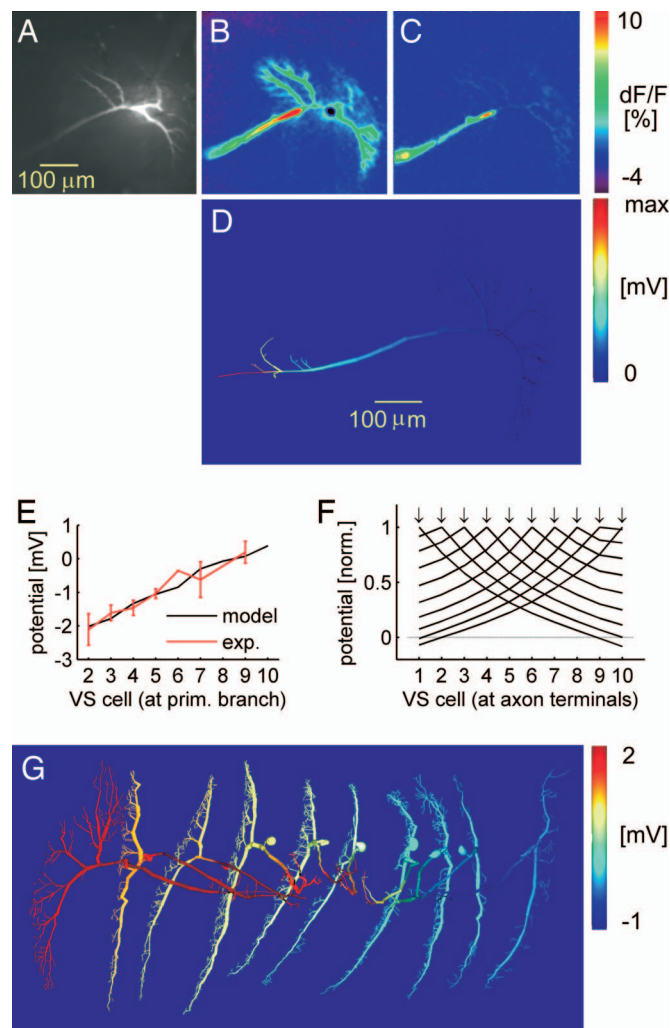 A
B
C
10
dF/F
[%]
-4
100 μm
D
max
[mV]
0
100 μm
E
F
1
0
-1
-2
-3
potential [mV]
model
exp.
2 3 4 5 6 7 8 9 10
VS cell (at prim. branch)
1
0.5
0
potential [norm.]
1 2 3 4 5 6 7 8 9 10
VS cell (at axon terminals)
G
2
[mV]
-1